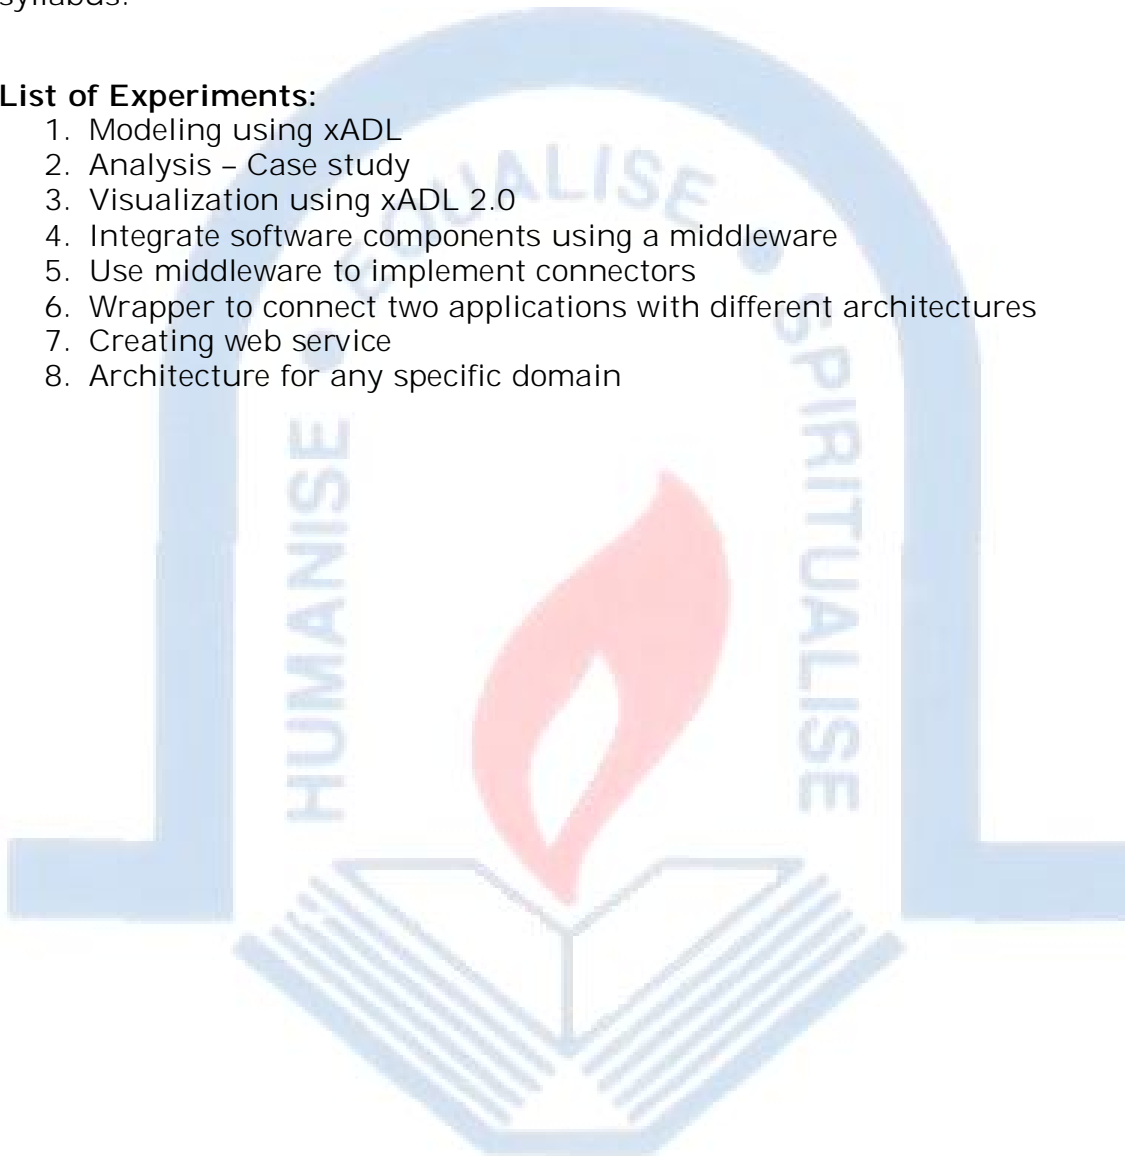 syllabus.
List of Experiments:
1. Modeling using xADL
2. Analysis – Case study
3. Visualization using xADL 2.0
4. Integrate software components using a middleware
5. Use middleware to implement connectors
6. Wrapper to connect two applications with different architectures
7. Creating web service
8. Architecture for any specific domain
HUMANISE • EQUALISE • SPIRITUALISE